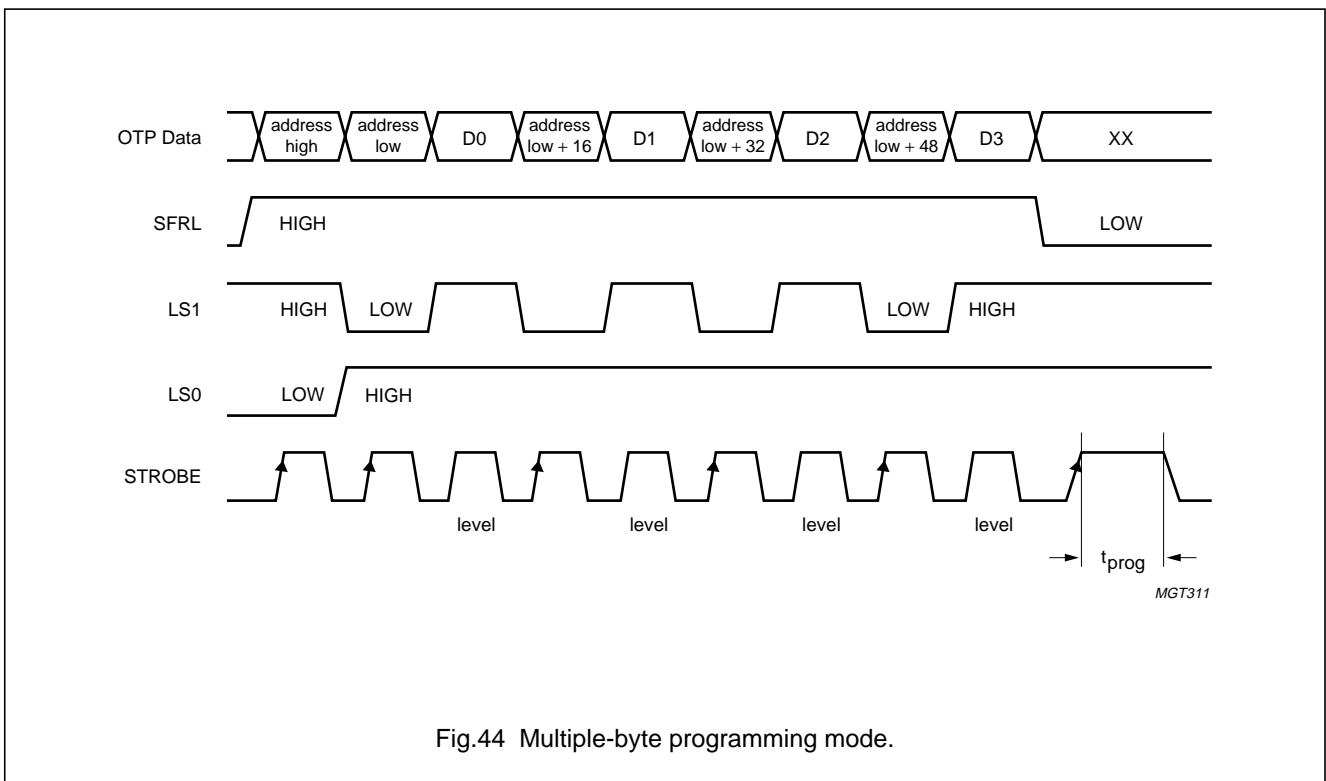 OTP Data
address high
address low
D0
address low + 16
D1
address low + 32
D2
address low + 48
D3
XX
SFRL
HIGH
LOW
LS1
HIGH
LOW
LOW
HIGH
LS0
LOW
HIGH
STROBE
level
level
level
level
tprog
MGT311
Fig.44 Multiple-byte programming mode.